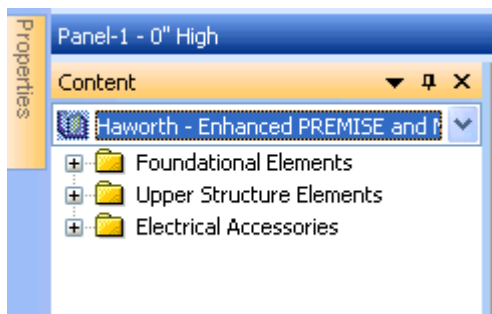 Properties
Panel-1 - 0" High
Content
Haworth - Enhanced PREMISE and
Foundational Elements
Upper Structure Elements
Electrical Accessories